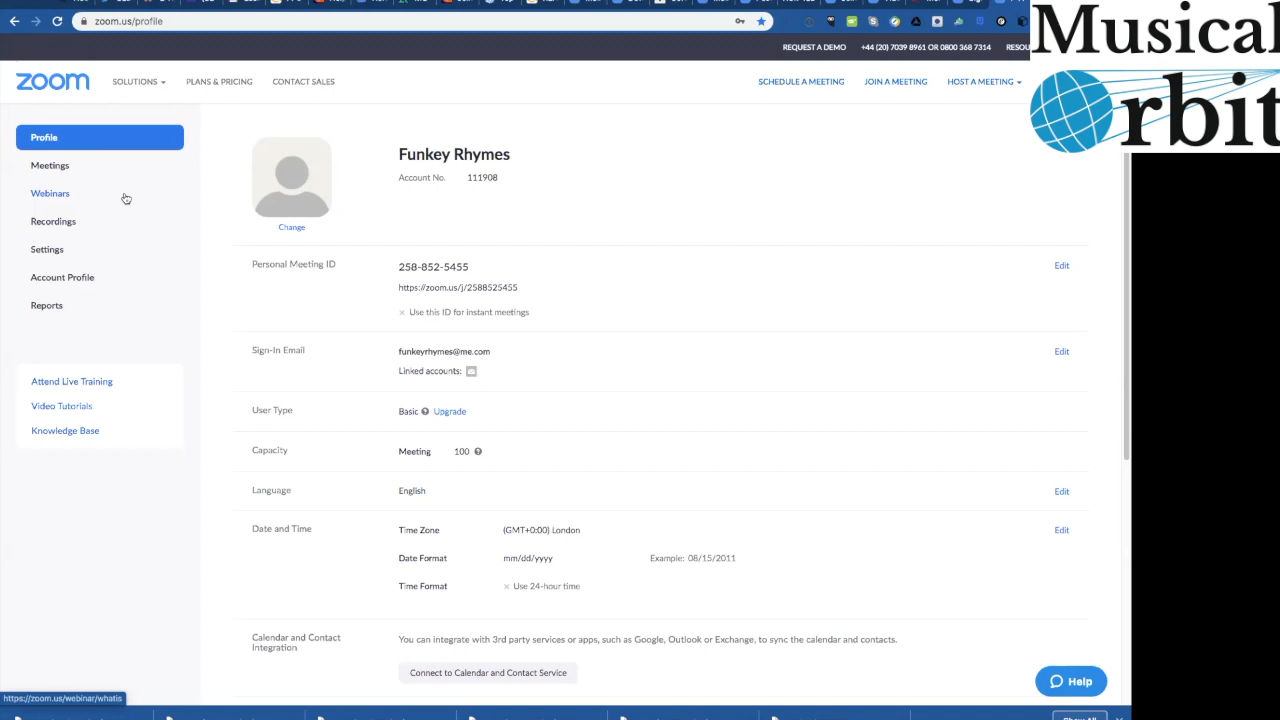 zoom.us/profile
REQUEST A DEMO +44 (20) 7039 8961 OR 0800 368 7314 RESOU
Musical
Orbit
zoom SOLUTIONS PLANS & PRICING CONTACT SALES SCHEDULE A MEETING JOIN A MEETING HOST A MEETING
Profile
Meetings
Webinars
Recordings
Settings
Account Profile
Reports
Attend Live Training
Video Tutorials
Knowledge Base
Funkey Rhymes
Account No. 111908
Change
Personal Meeting ID 258-852-5455 Edit
https://zoom.us/j/2588525455
× Use this ID for instant meetings
Sign-In Email funkeyrhymes@me.com Edit
Linked accounts:
User Type Basic Upgrade
Capacity Meeting 100
Language English Edit
Date and Time Time Zone (GMT+0:00) London Edit
Date Format mm/dd/yyyy Example: 08/15/2011
Time Format × Use 24-hour time
Calendar and Contact Integration You can integrate with 3rd party services or apps, such as Google, Outlook or Exchange, to sync the calendar and contacts.
Connect to Calendar and Contact Service
Help
https://zoom.us/webinar/whatis
Show All